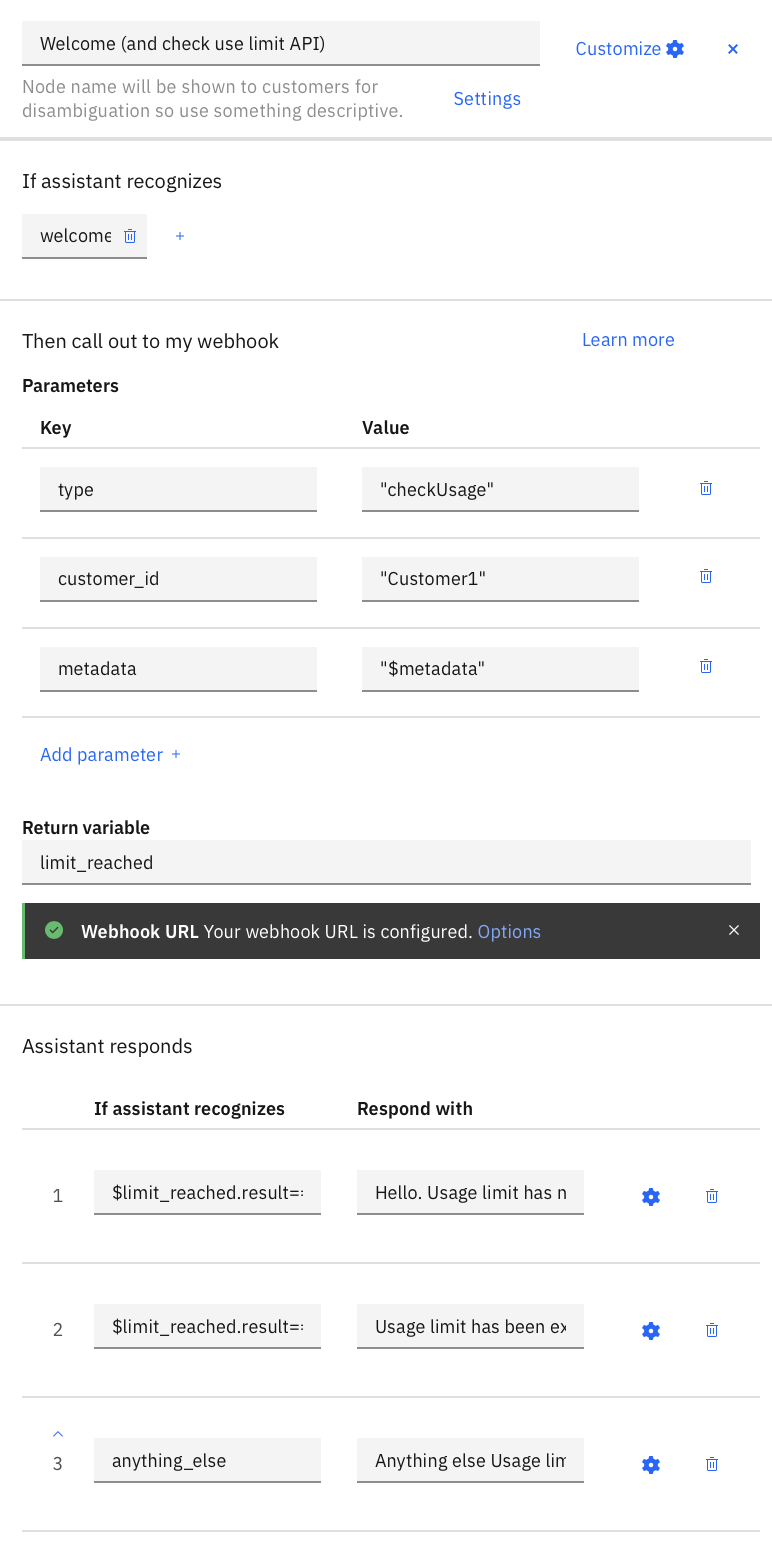 Welcome (and check use limit API)
Customize
Node name will be shown to customers for
disambiguation so use something descriptive.
Settings
If assistant recognizes
welcome
Then call out to my webhook
Learn more
Parameters
Key Value
type "checkUsage"
customer_id "Customer1"
metadata "$metadata"
Add parameter +
Return variable
limit_reached
Webhook URL Your webhook URL is configured. Options
Assistant responds
If assistant recognizes Respond with
1 $limit_reached.result== Hello. Usage limit has n
2 $limit_reached.result== Usage limit has been ex
3 anything_else Anything else Usage lim